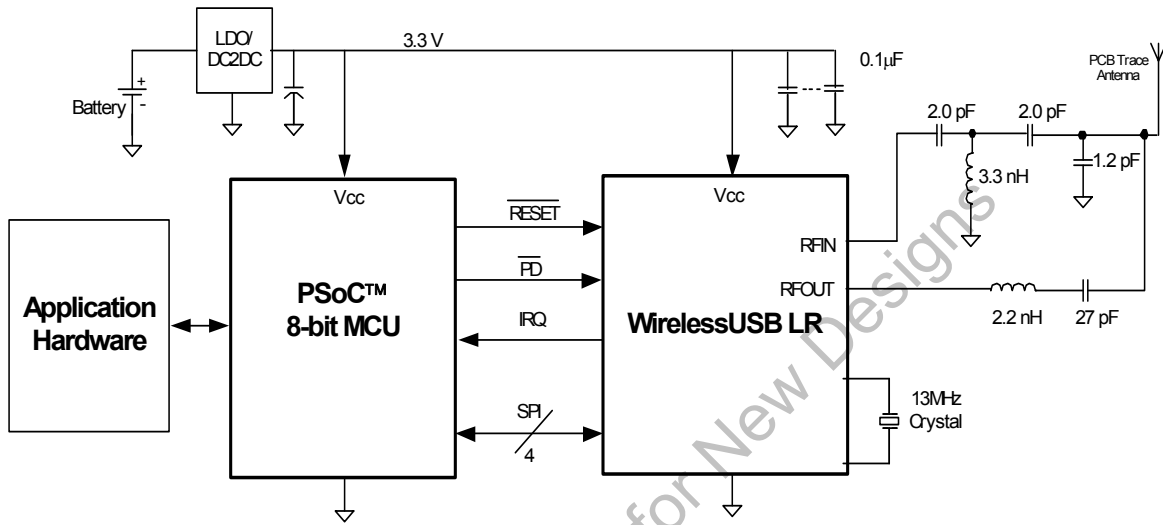 LDO/
DC2DC
3.3 V
0.1µF
PCB Trace
Antenna
+
-
Battery
2.0 pF
2.0 pF
1.2 pF
3.3 nH
Vcc
Vcc
RESET
PD
IRQ
SPI
4
RFIN
RFOUT
2.2 nH
27 pF
Application
Hardware
PSoC™
8-bit MCU
WirelessUSB LR
13MHz
Crystal
for New Designs